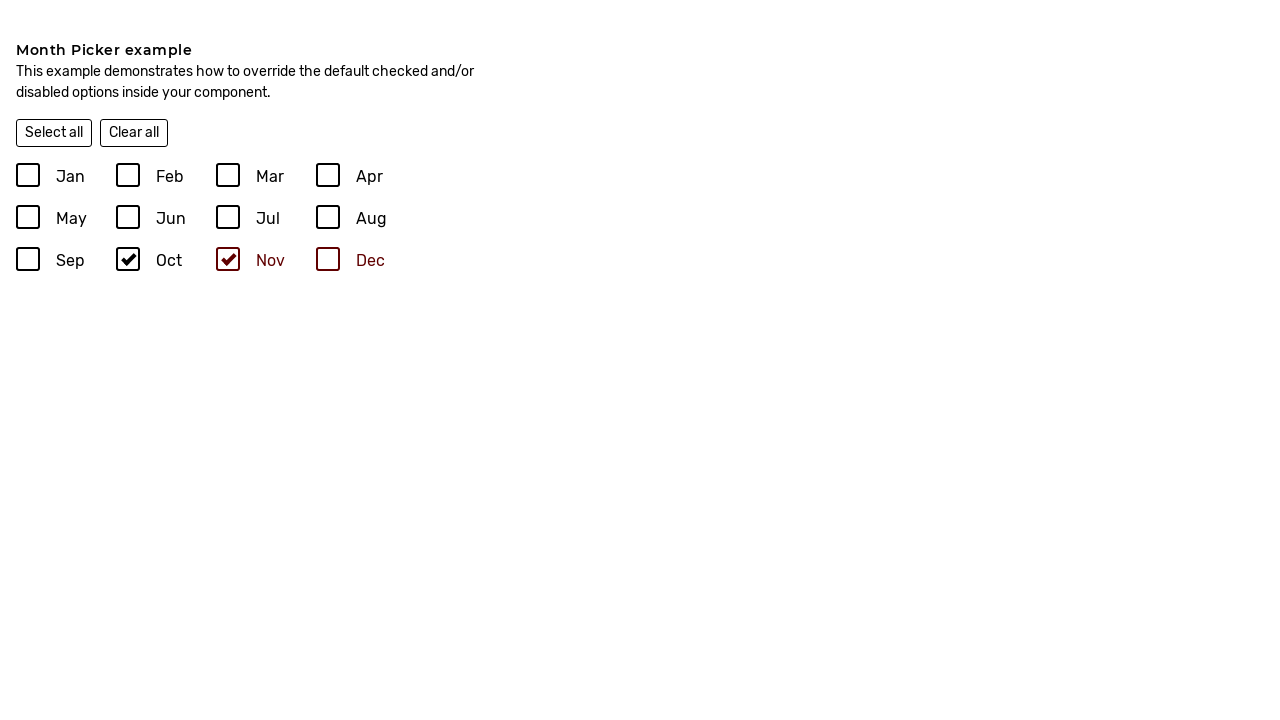 Month Picker example
This example demonstrates how to override the default checked and/or
disabled options inside your component.
Select all Clear all
Jan Feb Mar Apr
May Jun Jul Aug
Sep Oct Nov Dec